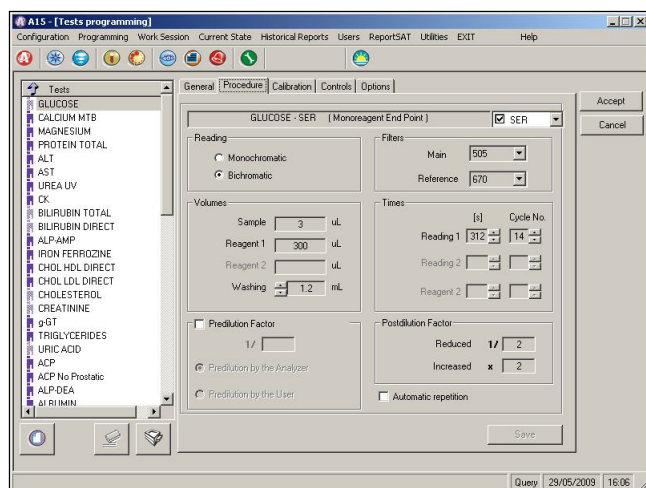 A15 - [Tests programming]
Configuration Programming Work Session Current State Historical Reports Users ReportSAT Utilities EXIT Help
Tests
GLUCOSE
CALCIUM MTB
MAGNESIUM
PROTEIN TOTAL
ALT
AST
UREA UV
CK
BILIRUBIN TOTAL
BILIRUBIN DIRECT
ALP-AMP
IRON FERROZINE
CHOL HDL DIRECT
CHOL LDL DIRECT
CHOLESTEROL
CREATININE
g-GT
TRIGLYCERIDES
URIC ACID
ACP
ACP No Prostatic
ALP-DEA
ALBUMIN
General Procedure Calibration Controls Options
GLUCOSE - SER (Monoreagent End Point)
SER
Reading
Monochromatic
Bichromatic
Filters
Main 505
Reference 670
Volumes
Sample 3 uL
Reagent 1 300 uL
Reagent 2 uL
Washing 1.2 mL
Times
[s] Cycle No.
Reading 1 312 14
Reading 2
Reagent 2
Predilution Factor
1/
Predilution by the Analyzer
Predilution by the User
Postdilution Factor
Reduced 1/ 2
Increased x 2
Automatic repetition
Save
Accept
Cancel
Query 29/05/2009 16:06